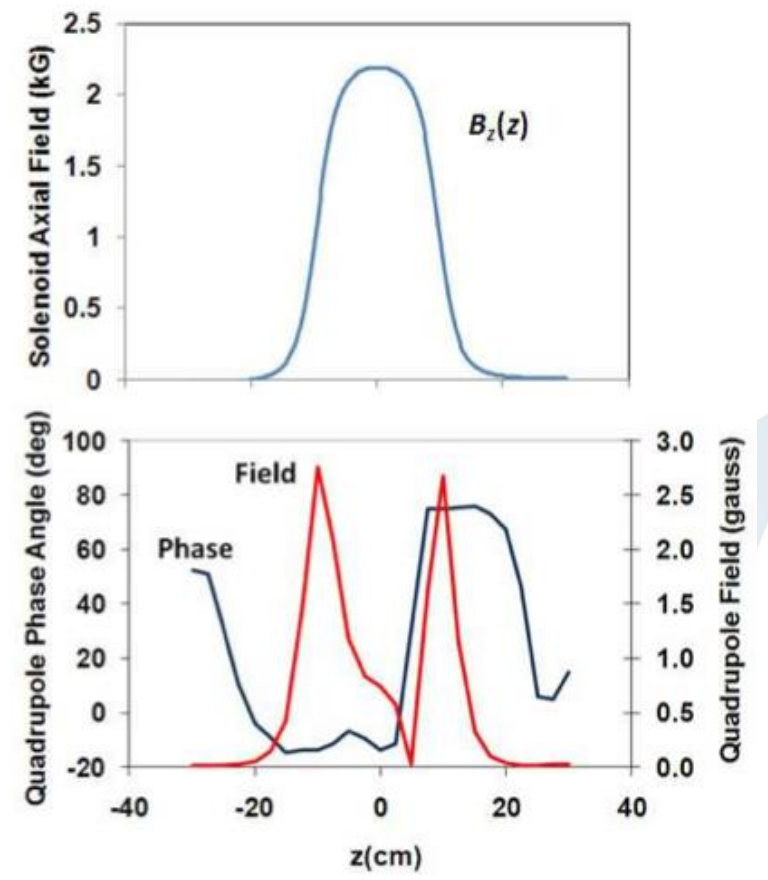 Solenoid Axial Field (kG)
2.5
2
1.5
1
0.5
0
Bz(z)
Quadrupole Phase Angle (deg)
100
80
60
40
20
0
-20
Field
Phase
3.0
2.5
2.0
1.5
1.0
0.5
0.0
Quadrupole Field (gauss)
-40 -20 0 20 40
z(cm)